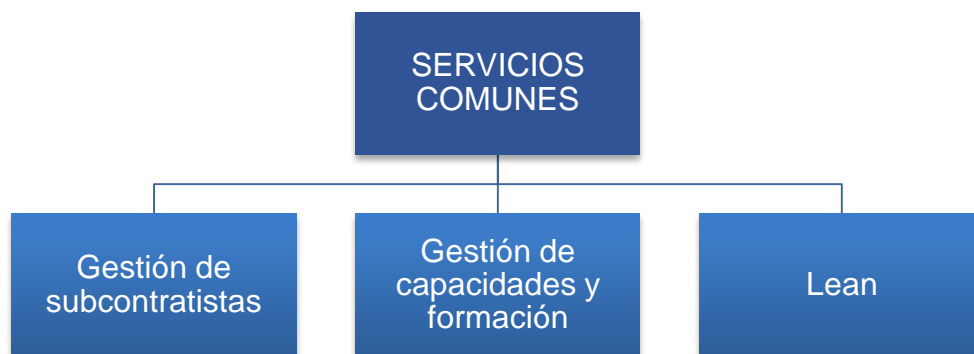 SERVICIOS
COMUNES
Gestión de
subcontratistas
Gestión de
capacidades y
formación
Lean